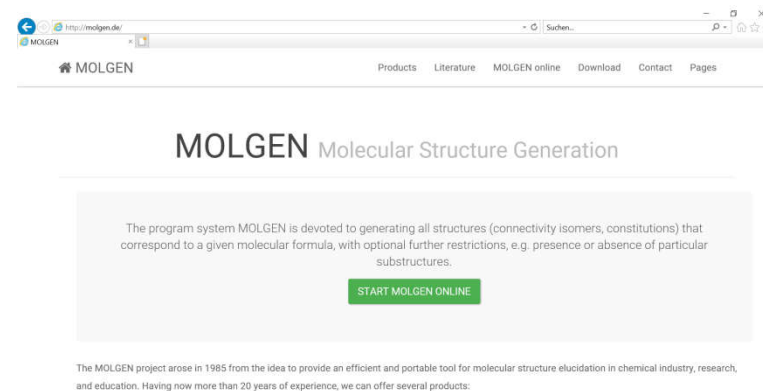 http://molgen.de/
Suchen...
MOLGEN
MOLGEN Products Literature MOLGEN online Download Contact Pages
MOLGEN Molecular Structure Generation
The program system MOLGEN is devoted to generating all structures (connectivity isomers, constitutions) that
correspond to a given molecular formula, with optional further restrictions, e.g. presence or absence of particular
substructures.
START MOLGEN ONLINE
The MOLGEN project arose in 1985 from the idea to provide an efficient and portable tool for molecular structure elucidation in chemical industry, research,
and education. Having now more than 20 years of experience, we can offer several products: